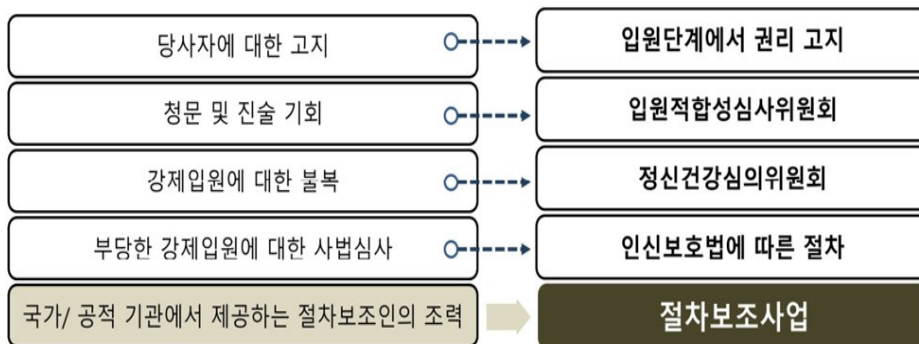 당사자에 대한 고지
입원단계에서 권리 고지
청문 및 진술 기회
입원적합성심사위원회
강제입원에 대한 불복
정신건강심의위원회
부당한 강제입원에 대한 사법심사
인신보호법에 따른 절차
국가/ 공적 기관에서 제공하는 절차보조인의 조력
절차보조사업